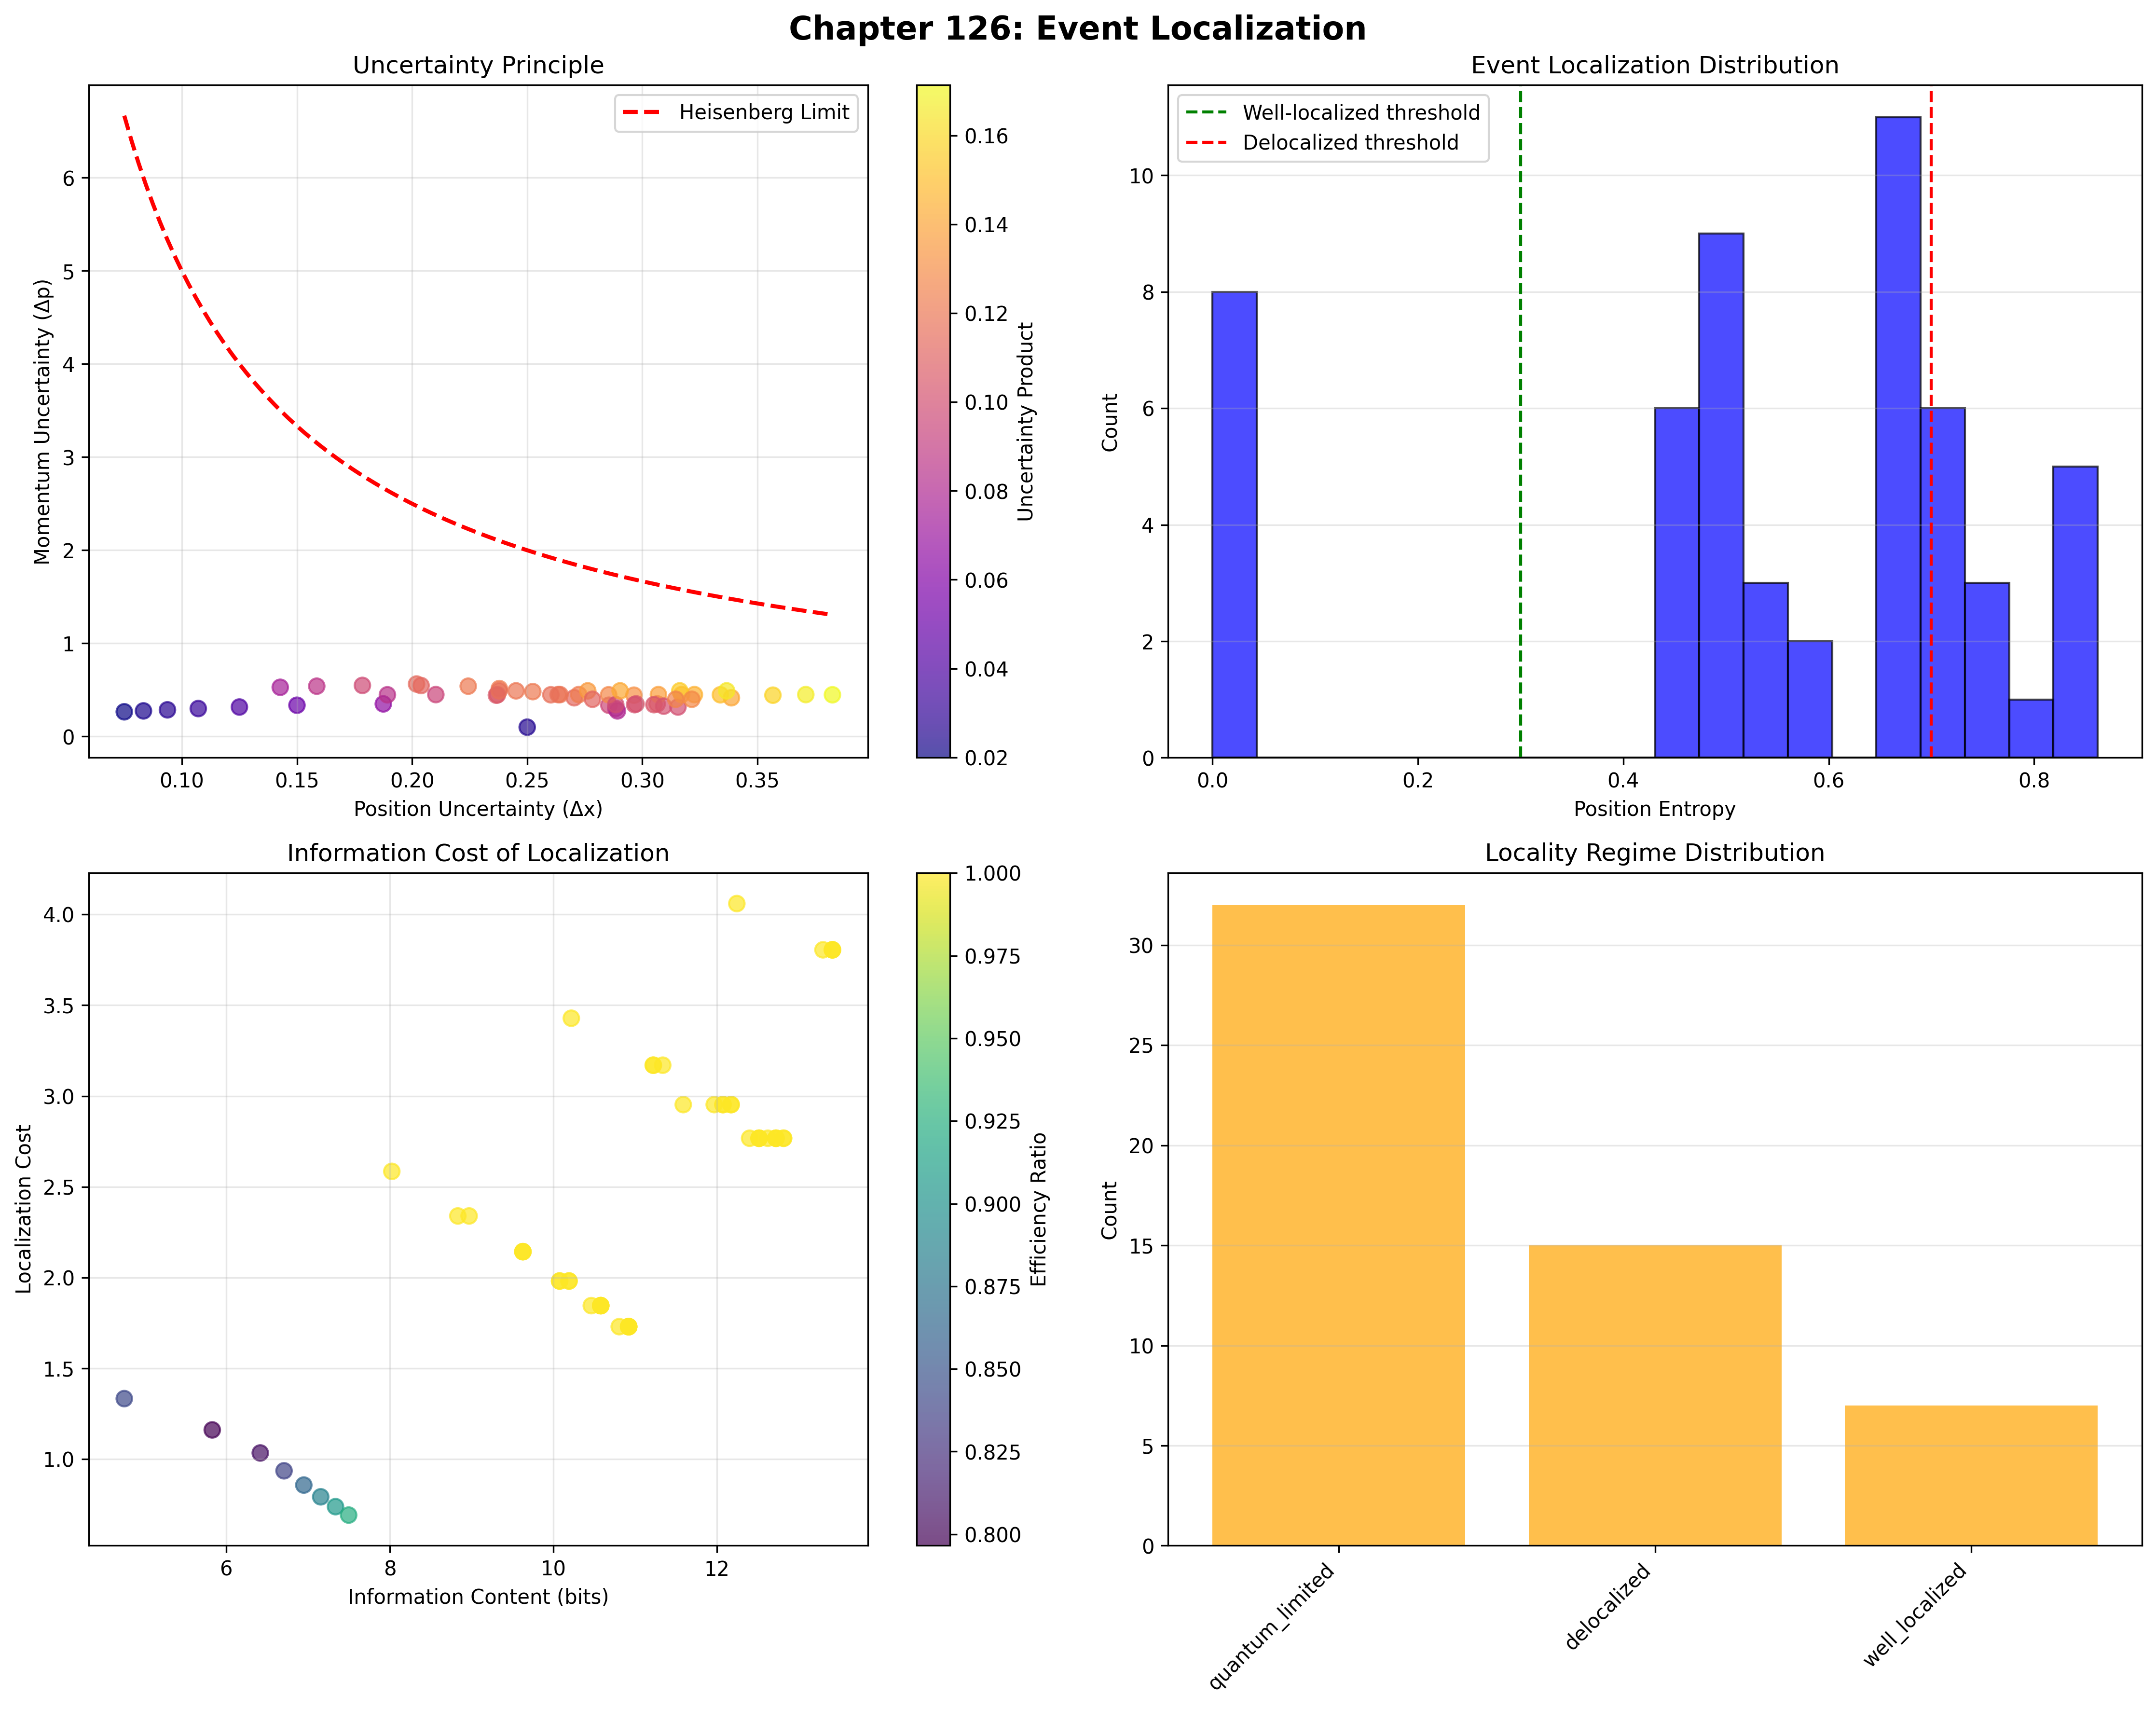 Chapter 126: Event Localization
Uncertainty Principle
Heisenberg Limit
Momentum Uncertainty (Δp)
6
5
4
3
2
1
0
0.10 0.15 0.20 0.25 0.30 0.35
Position Uncertainty (Δx)
0.16
0.14
0.12
0.10
0.08
0.06
0.04
0.02
Uncertainty Product
Event Localization Distribution
Well-localized threshold
Delocalized threshold
Count
10
8
6
4
2
0
0.0 0.2 0.4 0.6 0.8
Position Entropy
Information Cost of Localization
Localization Cost
4.0
3.5
3.0
2.5
2.0
1.5
1.0
6 8 10 12
Information Content (bits)
1.000
0.975
0.950
0.925
0.900
0.875
0.850
0.825
0.800
Efficiency Ratio
Locality Regime Distribution
Count
30
25
20
15
10
5
0
quantum_limited
delocalized
well_localized